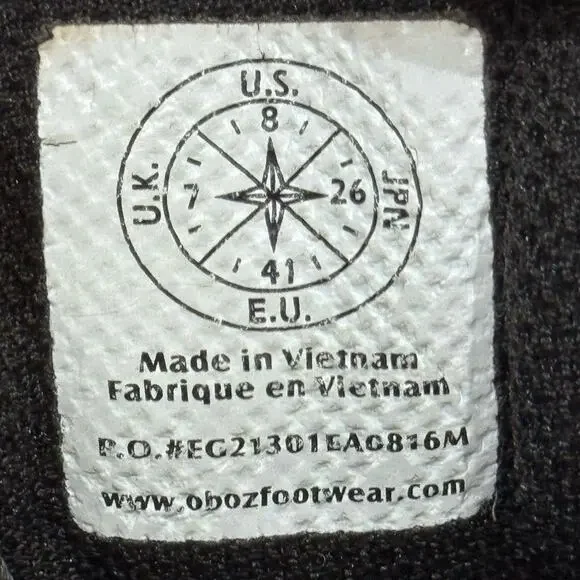 U.S.
8
U.K. 7 26 JPN
41
E.U.
Made in Vietnam
Fabrique en Vietnam
P.O.#EG21301EA0816M
www.obozfootwear.com